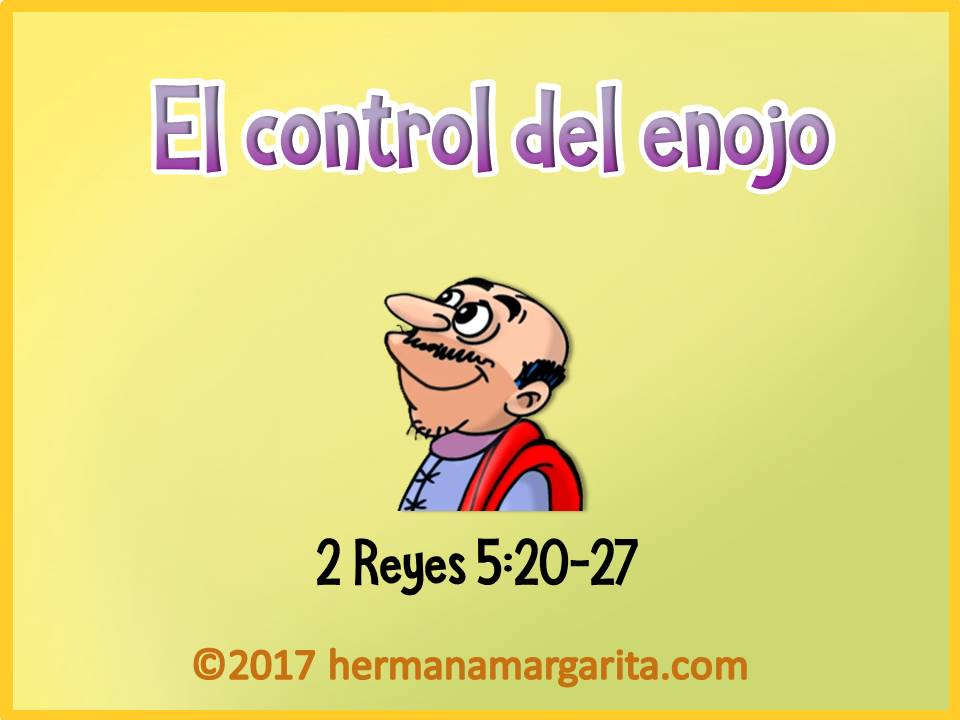 El control del enojo
2 Reyes 5:20-27
©2017 hermanamargarita.com